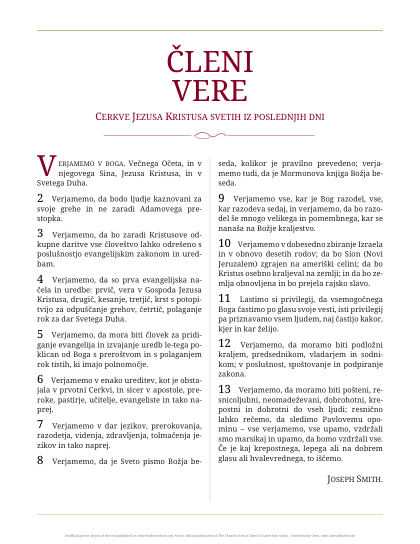 ČLENI
VERE
Cerkve Jezusa Kristusa svetih iz poslednjih dni
Verjamemo v boga, Večnega Očeta, in v
njegovega Sina, Jezusa Kristusa, in v
Svetega Duha.
2 Verjamemo, da bodo ljudje kaznovani za
svoje grehe in ne zaradi Adamovega pre-
stopka.
3 Verjamemo, da bo zaradi Kristusove od-
kupne daritve vse človeštvo lahko odrešeno s
poslušnostjo evangelijskim zakonom in ured-
bam.
4 Verjamemo, da so prva evangelijska na-
čela in uredbe: prvič, vera v Gospoda Jezusa
Kristusa, drugič, kesanje, tretjič, krst s potopi-
tvijo za odpuščanje grehov, četrtič, polaganje
rok za dar Svetega Duha.
5 Verjamemo, da mora biti človek za pridi-
ganje evangelija in izvajanje uredb le-tega po-
klican od Boga s preroštvom in s polaganjem
rok tistih, ki imajo polnomočje.
6 Verjamemo v enako ureditev, kot je obsta-
jala v prvotni Cerkvi, in sicer v apostole, pre-
roke, pastirje, učitelje, evangeliste in tako na-
prej.
7 Verjamemo v dar jezikov, prerokovanja,
razodetja, videnja, zdravljenja, tolmačenja je-
zikov in tako naprej.
8 Verjamemo, da je Sveto pismo Božja be-
seda, kolikor je pravilno prevedeno; verja-
memo tudi, da je Mormonova knjiga Božja be-
seda.
9 Verjamemo vse, kar je Bog razodel, vse,
kar razodeva sedaj, in verjamemo, da bo razo-
del še mnogo velikega in pomembnega, kar se
nanaša na Božje kraljestvo.
10 Verjamemo v dobesedno zbiranje Izraela
in v obnovo desetih rodov; da bo Sion (Novi
Jeruzalem) zgrajen na ameriški celini; da bo
Kristus osebno kraljeval na zemlji; in da bo ze-
mlja obnovljena in bo prejela rajsko slavo.
11 Lastimo si privilegij, da vsemogočnega
Boga častimo po glasu svoje vesti, isti privilegij
pa priznavamo vsem ljudem, naj častijo kakor,
kjer in kar želijo.
12 Verjamemo, da moramo biti podložni
kraljem, predsednikom, vladarjem in sodni-
kom; v poslušnost, spoštovanje in podpiranje
zakona.
13 Verjamemo, da moramo biti pošteni, re-
snicoljubni, neomadeževani, dobrohotni, kre-
postni in dobrotni do vseh ljudi; resnično
lahko rečemo, da sledimo Pavlovemu opo-
minu – vse verjamemo, vse upamo, vzdržali
smo marsikaj in upamo, da bomo vzdržali vse.
Če je kaj krepostnega, lepega ali na dobrem
glasu ali hvalevrednega, to iščemo.
Joseph Smith.